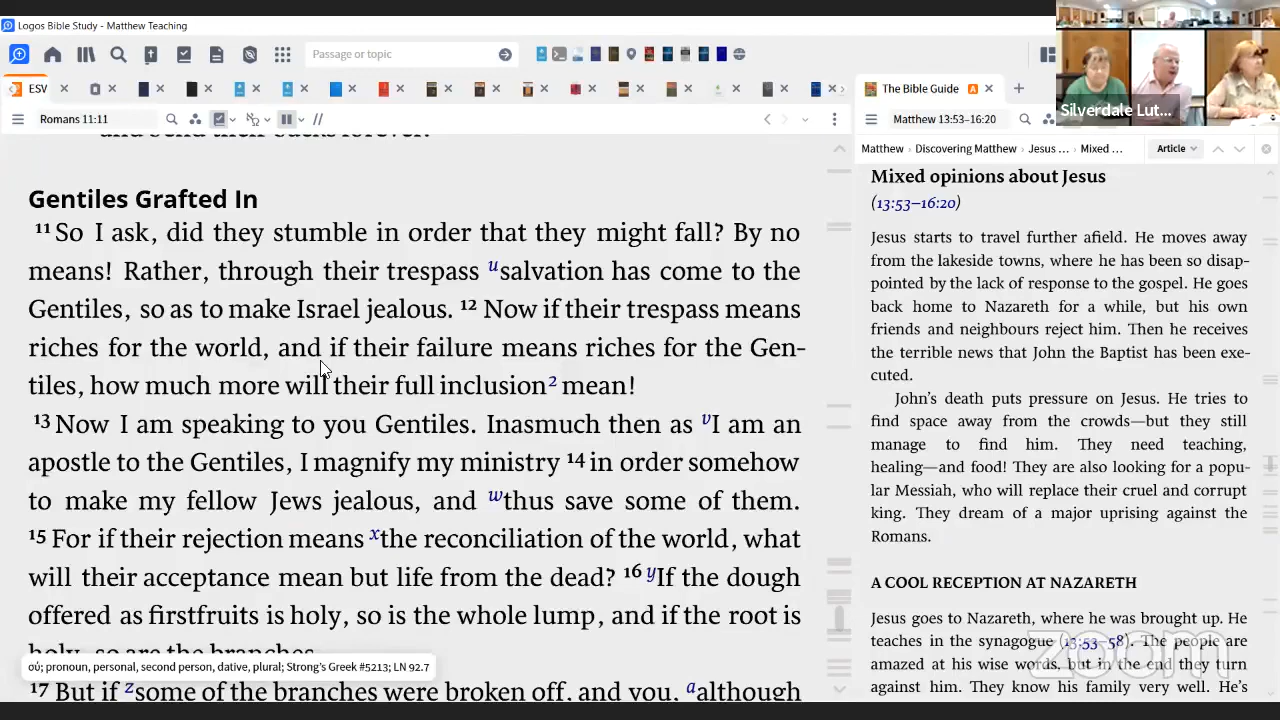 Logos Bible Study - Matthew Teaching
Passage or topic
ESV
The Bible Guide
A
Silverdale Lut...
Romans 11:11
Matthew 13:53–16:20
Matthew › Discovering Matthew › Jesus ... › Mixed ...
Article
Gentiles Grafted In
11 So I ask, did they stumble in order that they might fall? By no
means! Rather, through their trespass u salvation has come to the
Gentiles, so as to make Israel jealous. 12 Now if their trespass means
riches for the world, and if their failure means riches for the Gen-
tiles, how much more will their full inclusion2 mean!
13 Now I am speaking to you Gentiles. Inasmuch then as v I am an
apostle to the Gentiles, I magnify my ministry 14 in order somehow
to make my fellow Jews jealous, and w thus save some of them.
15 For if their rejection means x the reconciliation of the world, what
will their acceptance mean but life from the dead? 16 y If the dough
offered as firstfruits is holy, so is the whole lump, and if the root is
holy, so are the branches.
σύ; pronoun, personal, second person, dative, plural; Strong's Greek #5213; LN 92.7
17 But if z some of the branches were broken off, and you, a although
Mixed opinions about Jesus
(13:53–16:20)
Jesus starts to travel further afield. He moves away
from the lakeside towns, where he has been so disap-
pointed by the lack of response to the gospel. He goes
back home to Nazareth for a while, but his own
friends and neighbours reject him. Then he receives
the terrible news that John the Baptist has been exe-
cuted.
John's death puts pressure on Jesus. He tries to
find space away from the crowds—but they still
manage to find him. They need teaching,
healing—and food! They are also looking for a popu-
lar Messiah, who will replace their cruel and corrupt
king. They dream of a major uprising against the
Romans.
A COOL RECEPTION AT NAZARETH
Jesus goes to Nazareth, where he was brought up. He
teaches in the synagogue (13:53–58). The people are
amazed at his wise words, but in the end they turn
against him. They know his family very well. He's
zoom